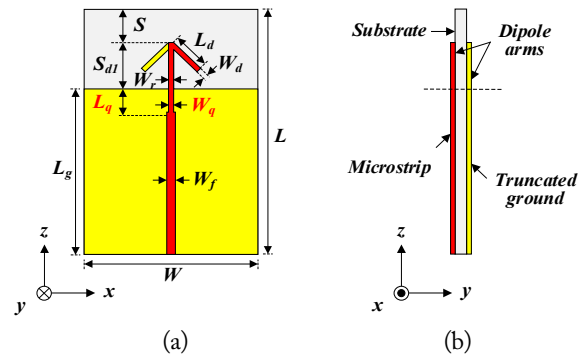 S
L_d
S_d1
W_d
W_r
L_q
W_q
L
L_g
W_f
z
W
y
x
(a)
Substrate
Dipole
arms
Microstrip
Truncated
ground
z
x
y
(b)